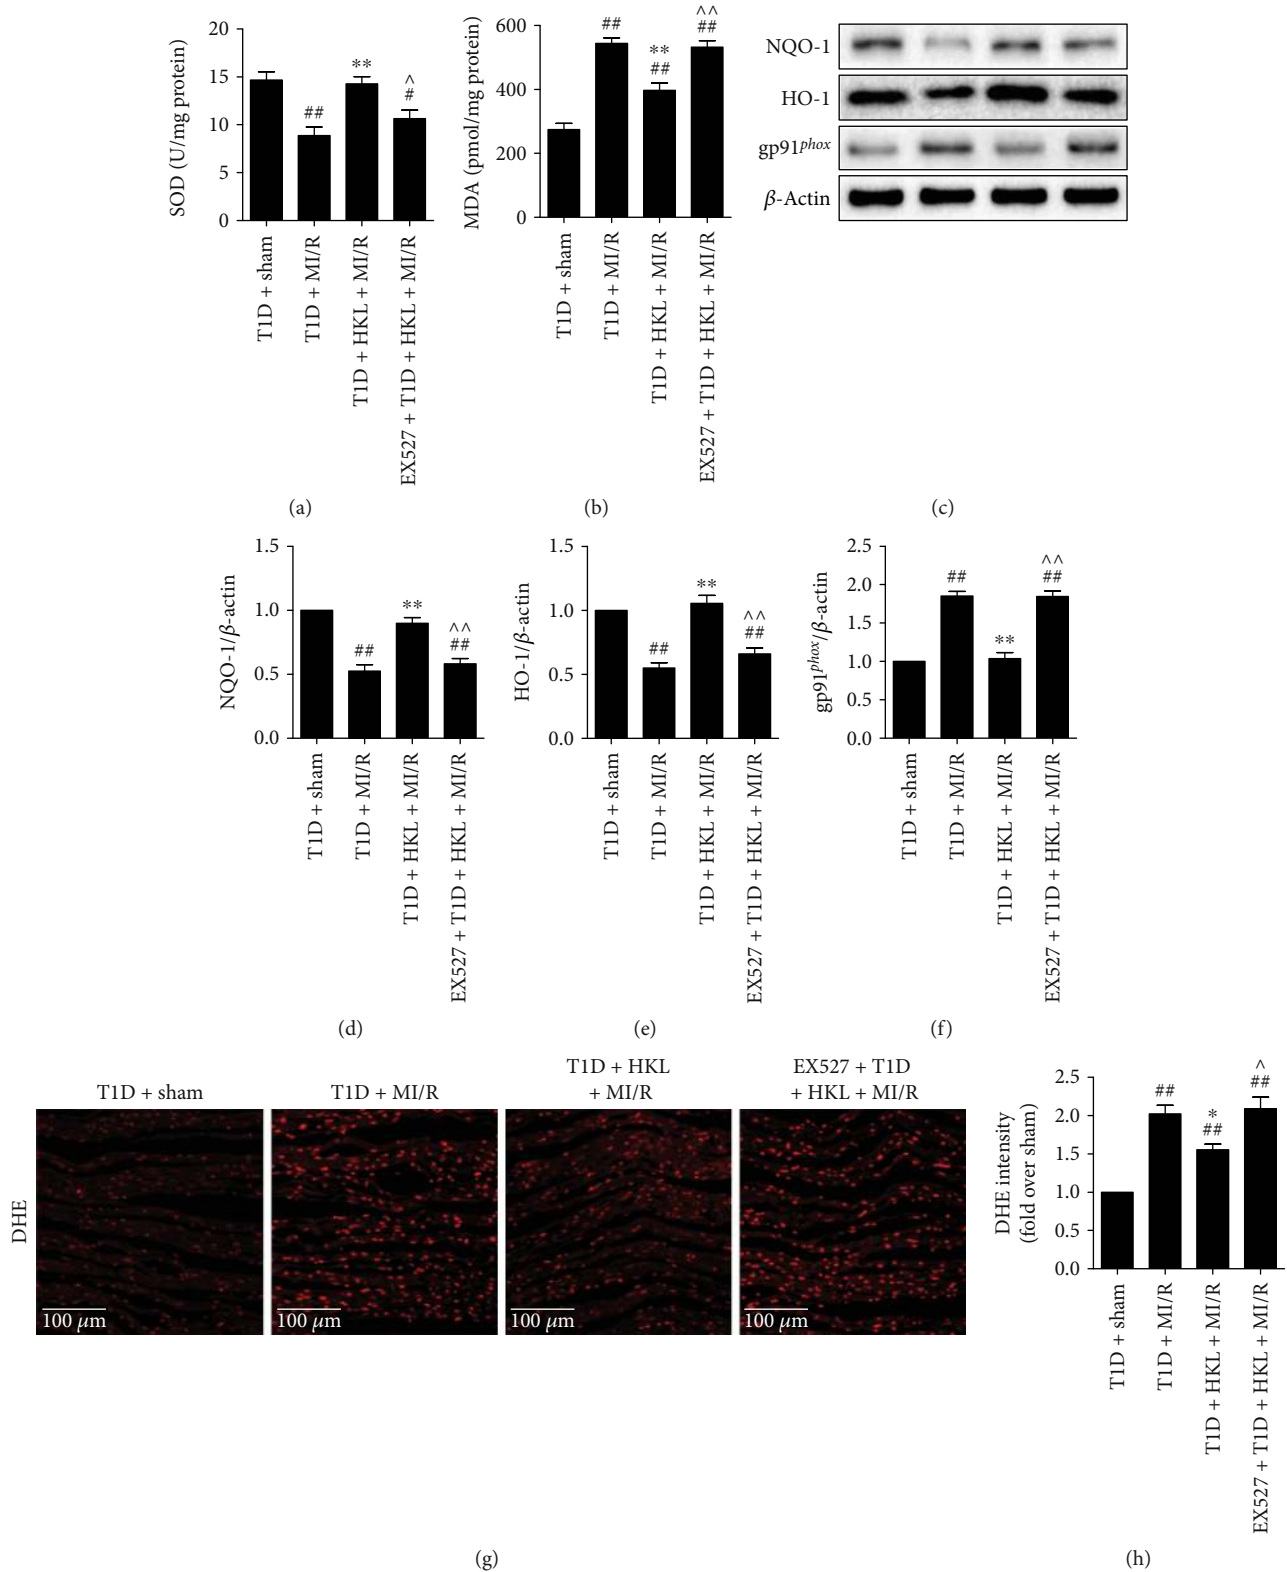 20
15
10
5
0
SOD (U/mg protein)
##
**
^
#
T1D + sham
T1D + MI/R
T1D + HKL + MI/R
EX527 + T1D + HKL + MI/R
(a)
600
400
200
0
MDA (pmol/mg protein)
##
**
##
^^
##
T1D + sham
T1D + MI/R
T1D + HKL + MI/R
EX527 + T1D + HKL + MI/R
(b)
NQO-1
HO-1
gp91phox
β-Actin
(c)
1.5
1.0
0.5
0.0
NQO-1/β-actin
##
**
^^
##
T1D + sham
T1D + MI/R
T1D + HKL + MI/R
EX527 + T1D + HKL + MI/R
(d)
1.5
1.0
0.5
0.0
HO-1/β-actin
##
**
^^
##
T1D + sham
T1D + MI/R
T1D + HKL + MI/R
EX527 + T1D + HKL + MI/R
(e)
2.5
2.0
1.5
1.0
0.5
0.0
gp91phox/β-actin
##
**
^^
##
T1D + sham
T1D + MI/R
T1D + HKL + MI/R
EX527 + T1D + HKL + MI/R
(f)
T1D + sham
T1D + MI/R
T1D + HKL
+ MI/R
EX527 + T1D
+ HKL + MI/R
DHE
100 μm
100 μm
100 μm
100 μm
(g)
2.5
2.0
1.5
1.0
0.5
0.0
DHE intensity
(fold over sham)
##
*
##
^
##
T1D + sham
T1D + MI/R
T1D + HKL + MI/R
EX527 + T1D + HKL + MI/R
(h)